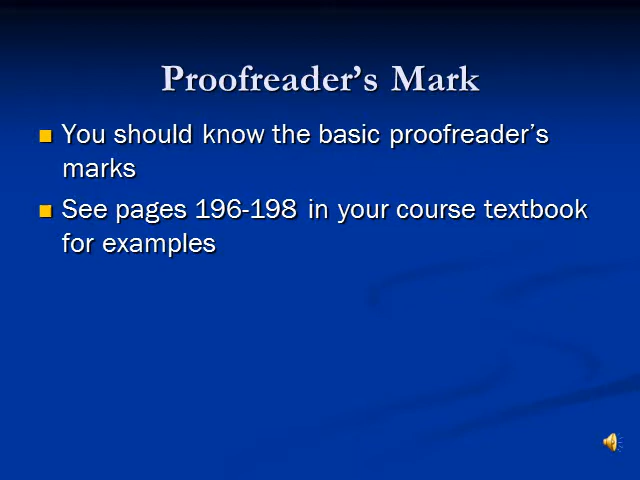 Proofreader’s Mark
You should know the basic proofreader’s
marks
See pages 196-198 in your course textbook
for examples